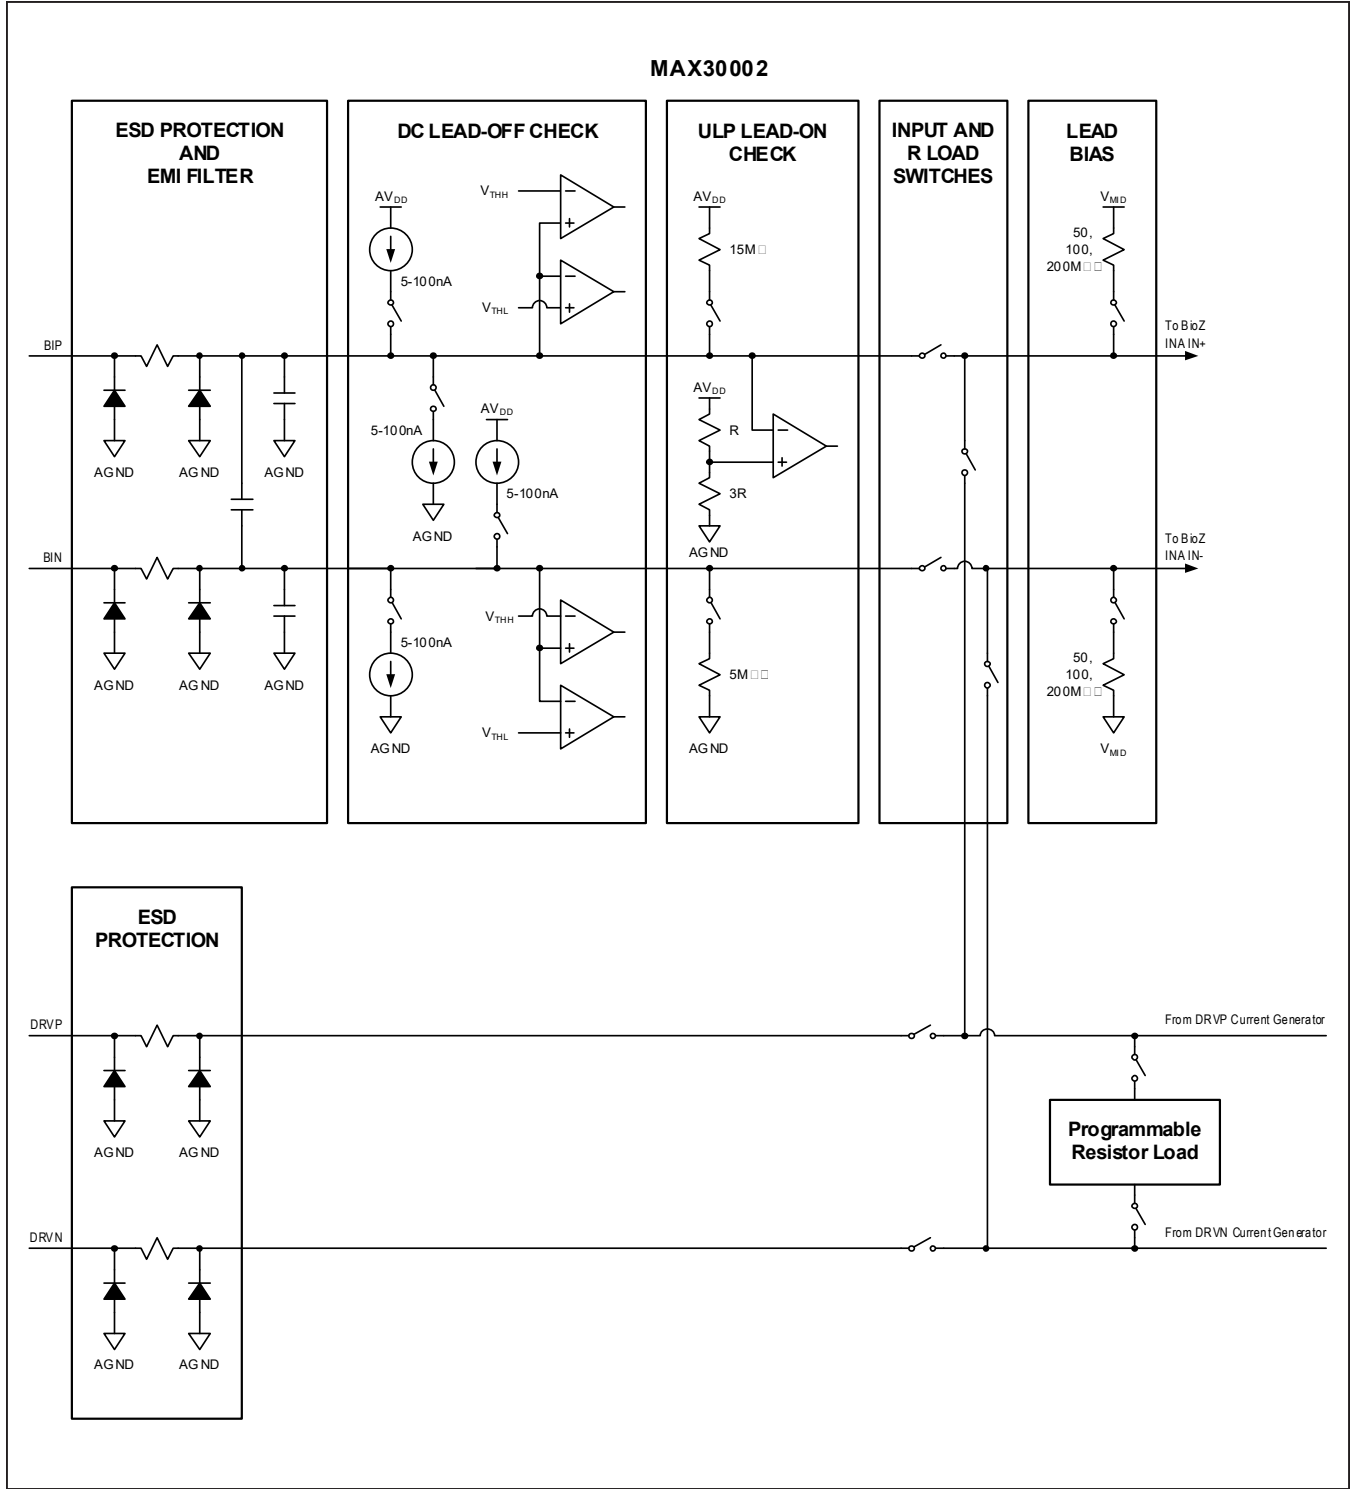 MAX30002
ESD PROTECTION
AND
EMI FILTER
DC LEAD-OFF CHECK
ULP LEAD-ON
CHECK
INPUT AND
R LOAD
SWITCHES
LEAD
BIAS
AVDD
5-100nA
VTHH
VTHL
AVDD
15M□
VMID
50,
100,
200M□□
BIP
To BioZ
INA IN+
AGND
AGND
AGND
5-100nA
AGND
AVDD
5-100nA
AVDD
R
3R
AGND
BIN
To BioZ
INA IN-
AGND
AGND
AGND
5-100nA
AGND
VTHH
VTHL
5M□□
AGND
50,
100,
200M□□
VMID
ESD
PROTECTION
DRVP
From DRVP Current Generator
AGND
AGND
Programmable
Resistor Load
DRVN
From DRVN Current Generator
AGND
AGND